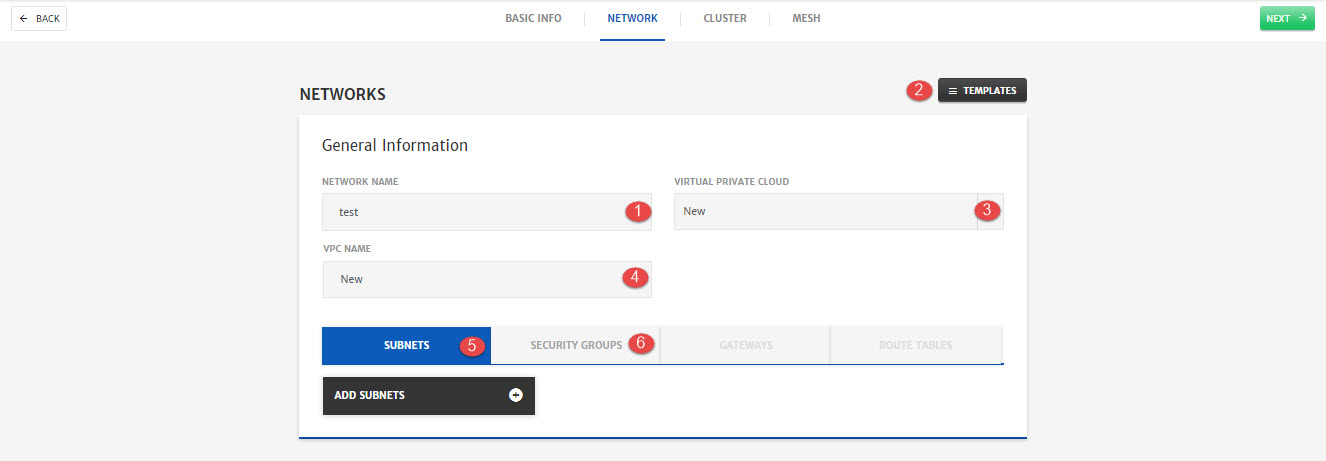 BACK
BASIC INFO
NETWORK
CLUSTER
MESH
NEXT
NETWORKS
2
TEMPLATES
General Information
NETWORK NAME
VIRTUAL PRIVATE CLOUD
test
1
New
3
VPC NAME
New
4
SUBNETS
5
SECURITY GROUPS
6
GATEWAYS
ROUTE TABLES
ADD SUBNETS